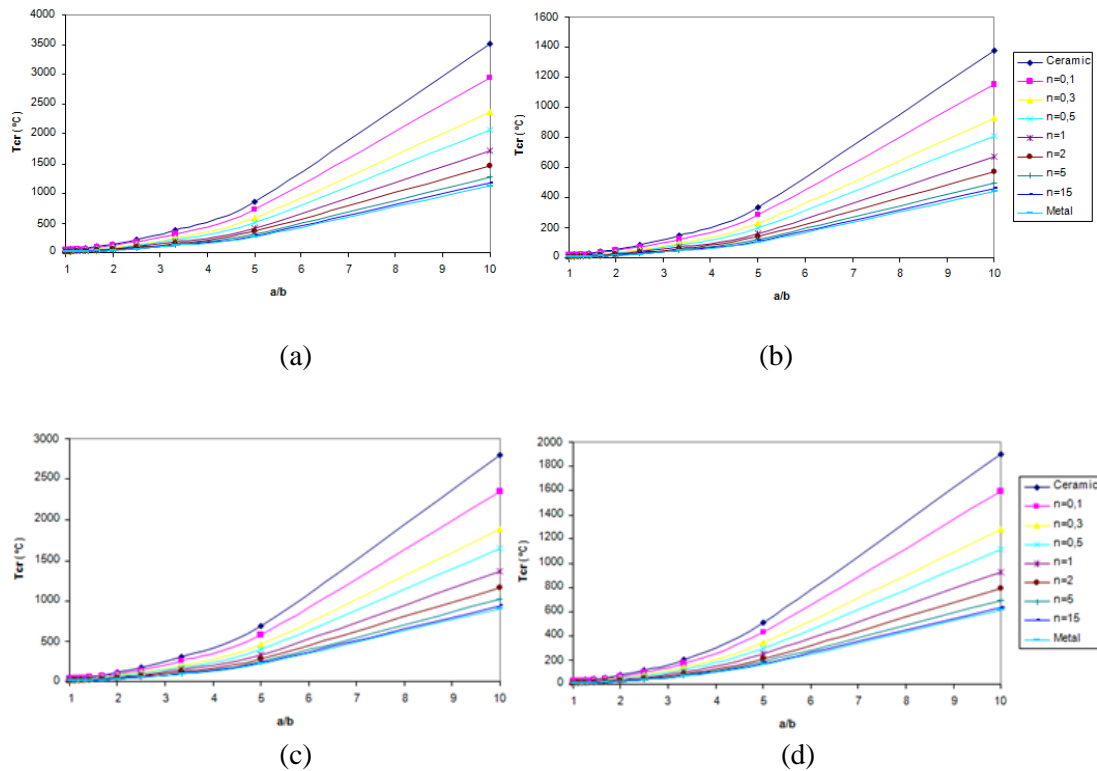 4000
3500
3000
2500
2000
1500
1000
500
0
Tcr (°C)
1 2 3 4 5 6 7 8 9 10
a/b
(a)
1600
1400
1200
1000
800
600
400
200
0
Tcr (°C)
1 2 3 4 5 6 7 8 9 10
a/b
(b)
Ceramic
n=0,1
n=0,3
n=0,5
n=1
n=2
n=5
n=15
Metal
3000
2500
2000
1500
1000
500
0
Tcr (°C)
1 2 3 4 5 6 7 8 9 10
a/b
(c)
2000
1800
1600
1400
1200
1000
800
600
400
200
0
Tcr (°C)
1 2 3 4 5 6 7 8 9 10
a/b
(d)
Ceramic
n=0,1
n=0,3
n=0,5
n=1
n=2
n=5
n=15
Metal